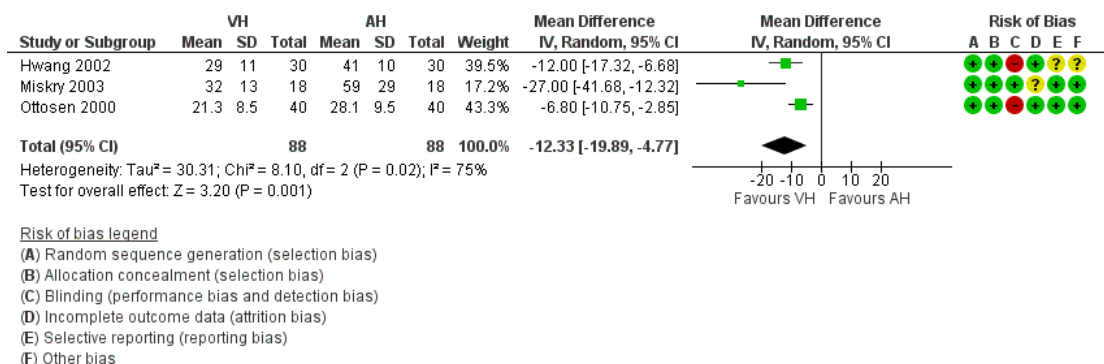 VH AH Mean Difference Mean Difference Risk of Bias
Study or Subgroup Mean SD Total Mean SD Total Weight IV, Random, 95% CI IV, Random, 95% CI A B C D E F
Hwang 2002 29 11 30 41 10 30 39.5% -12.00 [-17.32, -6.68] + + - + ? ?
Miskry 2003 32 13 18 59 29 18 17.2% -27.00 [-41.68, -12.32] + + + ? + +
Ottosen 2000 21.3 8.5 40 28.1 9.5 40 43.3% -6.80 [-10.75, -2.85] + + - + + +
Total (95% CI) 88 88 100.0% -12.33 [-19.89, -4.77]
Heterogeneity: Tau² = 30.31; Chi² = 8.10, df = 2 (P = 0.02); I² = 75%
Test for overall effect: Z = 3.20 (P = 0.001)
-20 -10 0 10 20
Favours VH Favours AH
Risk of bias legend
(A) Random sequence generation (selection bias)
(B) Allocation concealment (selection bias)
(C) Blinding (performance bias and detection bias)
(D) Incomplete outcome data (attrition bias)
(E) Selective reporting (reporting bias)
(F) Other bias